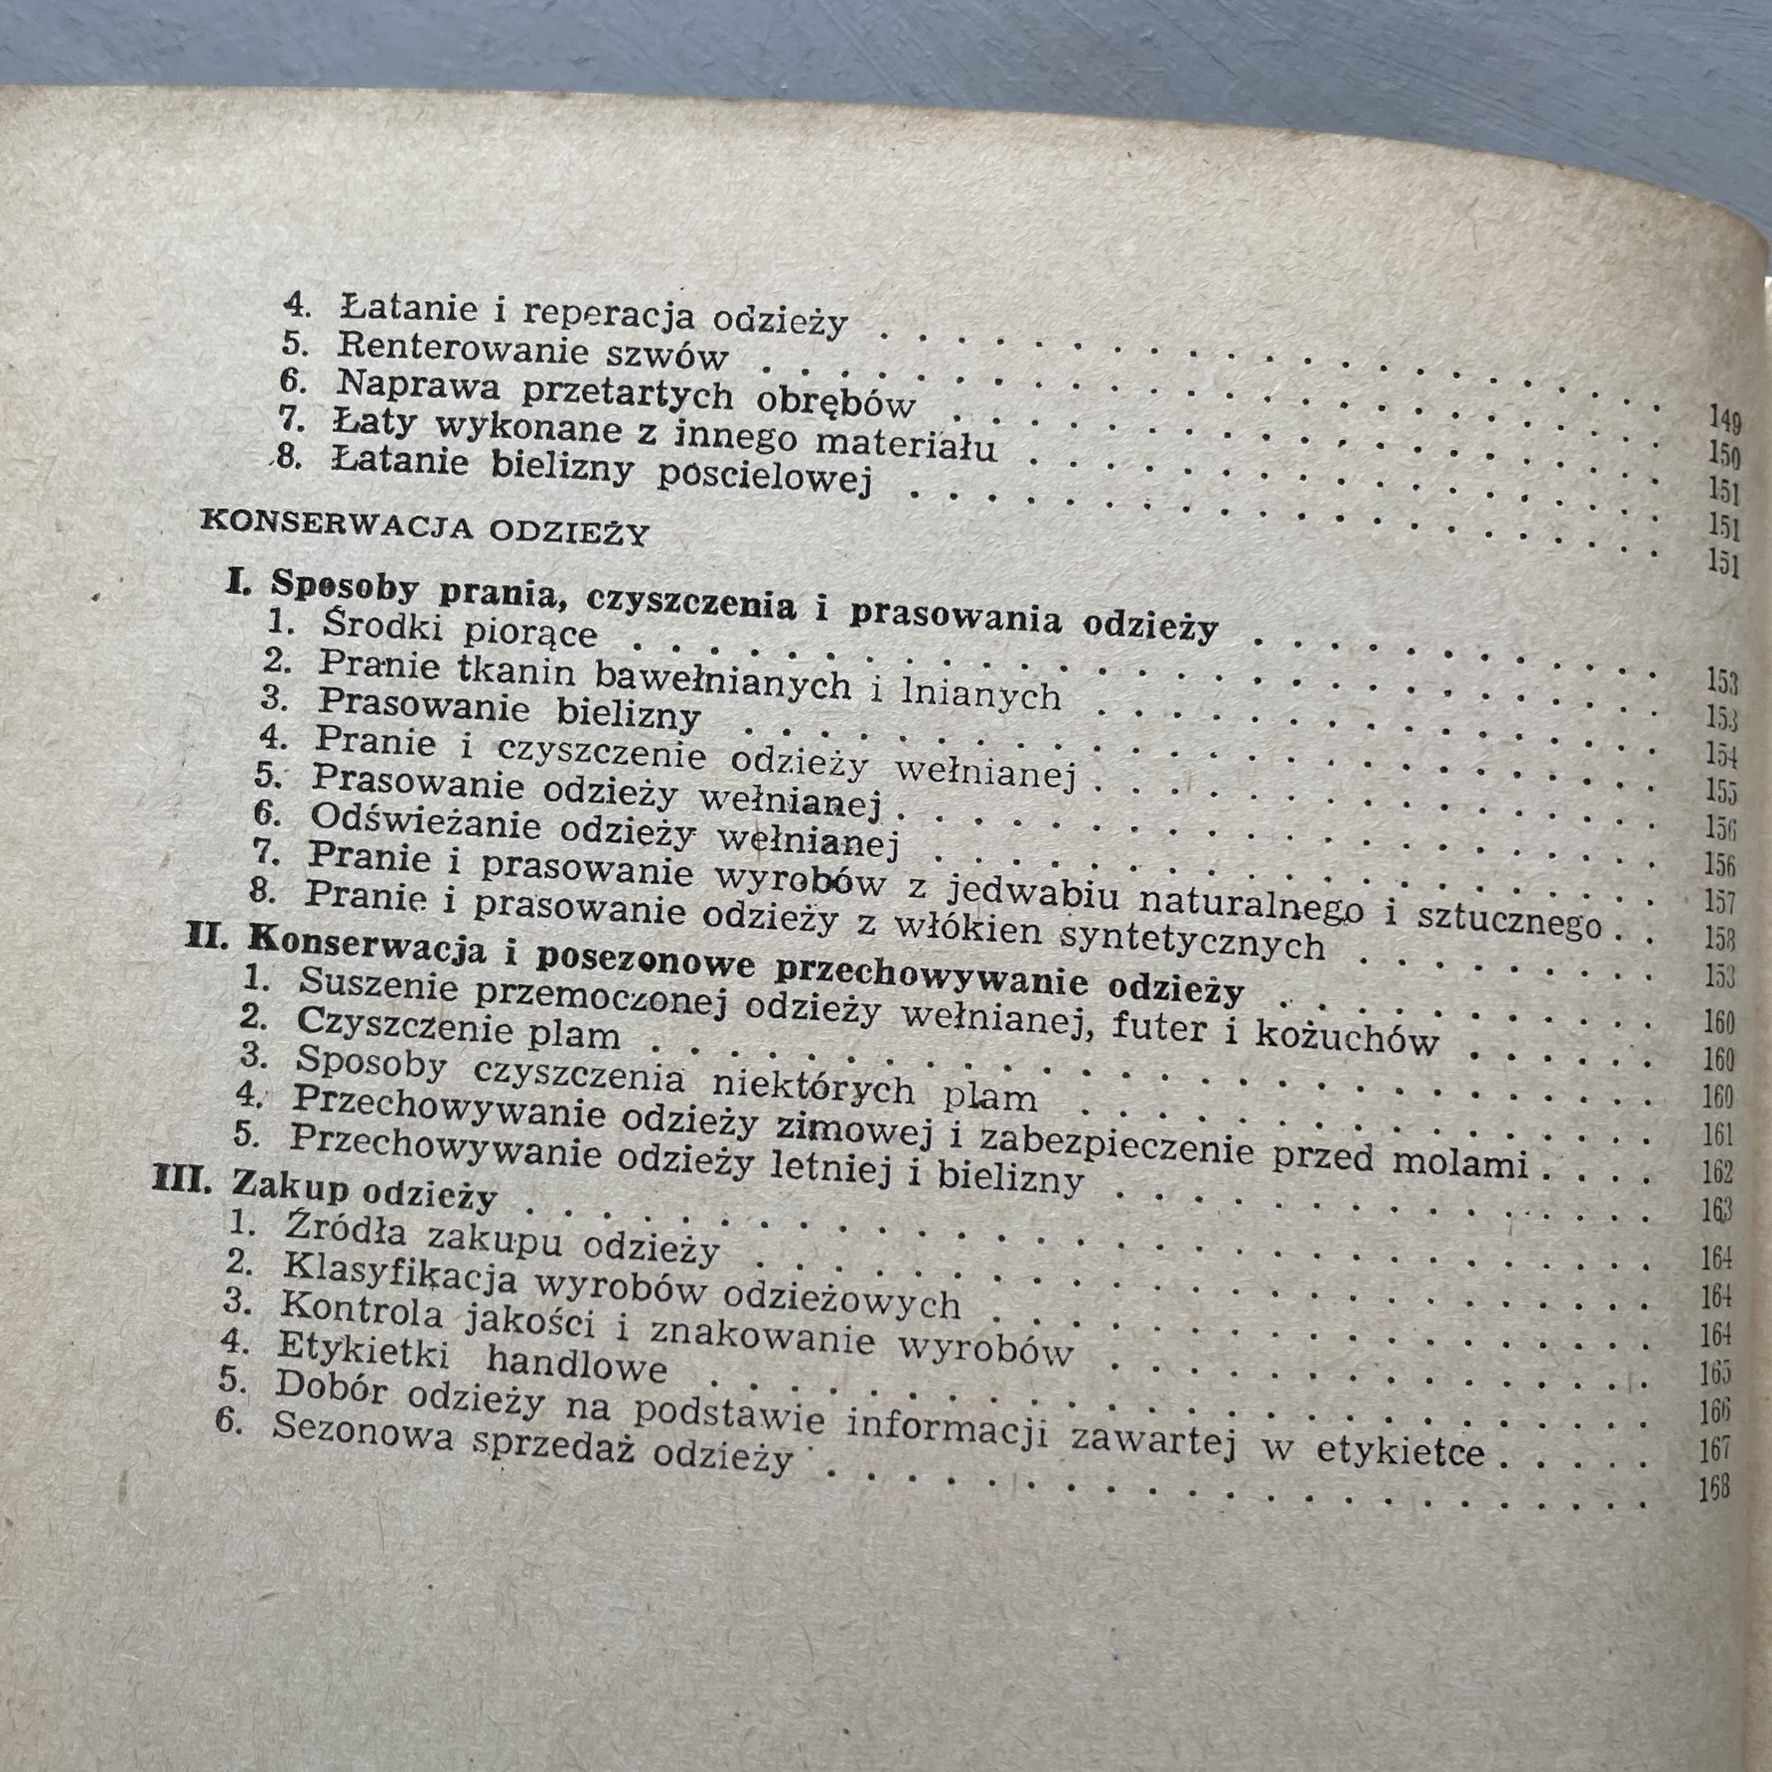 4. Łatanie i reperacja odzieży . . . . . 149
5. Renterowanie szwów . . . . . 150
6. Naprawa przetartych obrębów . . . . . 151
7. Łaty wykonane z innego materiału . . . . . 151
8. Łatanie bielizny poscielowej . . . . . 151
KONSERWACJA ODZIEŻY
I. Sposoby prania, czyszczenia i prasowania odzieży . . . . . 153
1. Środki piorące . . . . . 153
2. Pranie tkanin bawełnianych i lnianych . . . . . 154
3. Prasowanie bielizny . . . . . 155
4. Pranie i czyszczenie odzieży wełnianej . . . . . 156
5. Prasowanie odzieży wełnianej . . . . . 156
6. Odświeżanie odzieży wełnianej . . . . . 157
7. Pranie i prasowanie wyrobów z jedwabiu naturalnego i sztucznego . . 158
8. Pranie i prasowanie odzieży z włókien syntetycznych . . . . . 158
II. Konserwacja i posezonowe przechowywanie odzieży . . . . . 160
1. Suszenie przemoczonej odzieży wełnianej, futer i kożuchów . . . . . 160
2. Czyszczenie plam . . . . . 160
3. Sposoby czyszczenia niektórych plam . . . . . 161
4. Przechowywanie odzieży zimowej i zabezpieczenie przed molami . . . . 162
5. Przechowywanie odzieży letniej i bielizny . . . . . 163
III. Zakup odzieży . . . . . 164
1. Źródła zakupu odzieży . . . . . 164
2. Klasyfikacja wyrobów odzieżowych . . . . . 164
3. Kontrola jakości i znakowanie wyrobów . . . . . 165
4. Etykietki handlowe . . . . . 166
5. Dobór odzieży na podstawie informacji zawartej w etykietce . . . . . 167
6. Sezonowa sprzedaż odzieży . . . . . 168